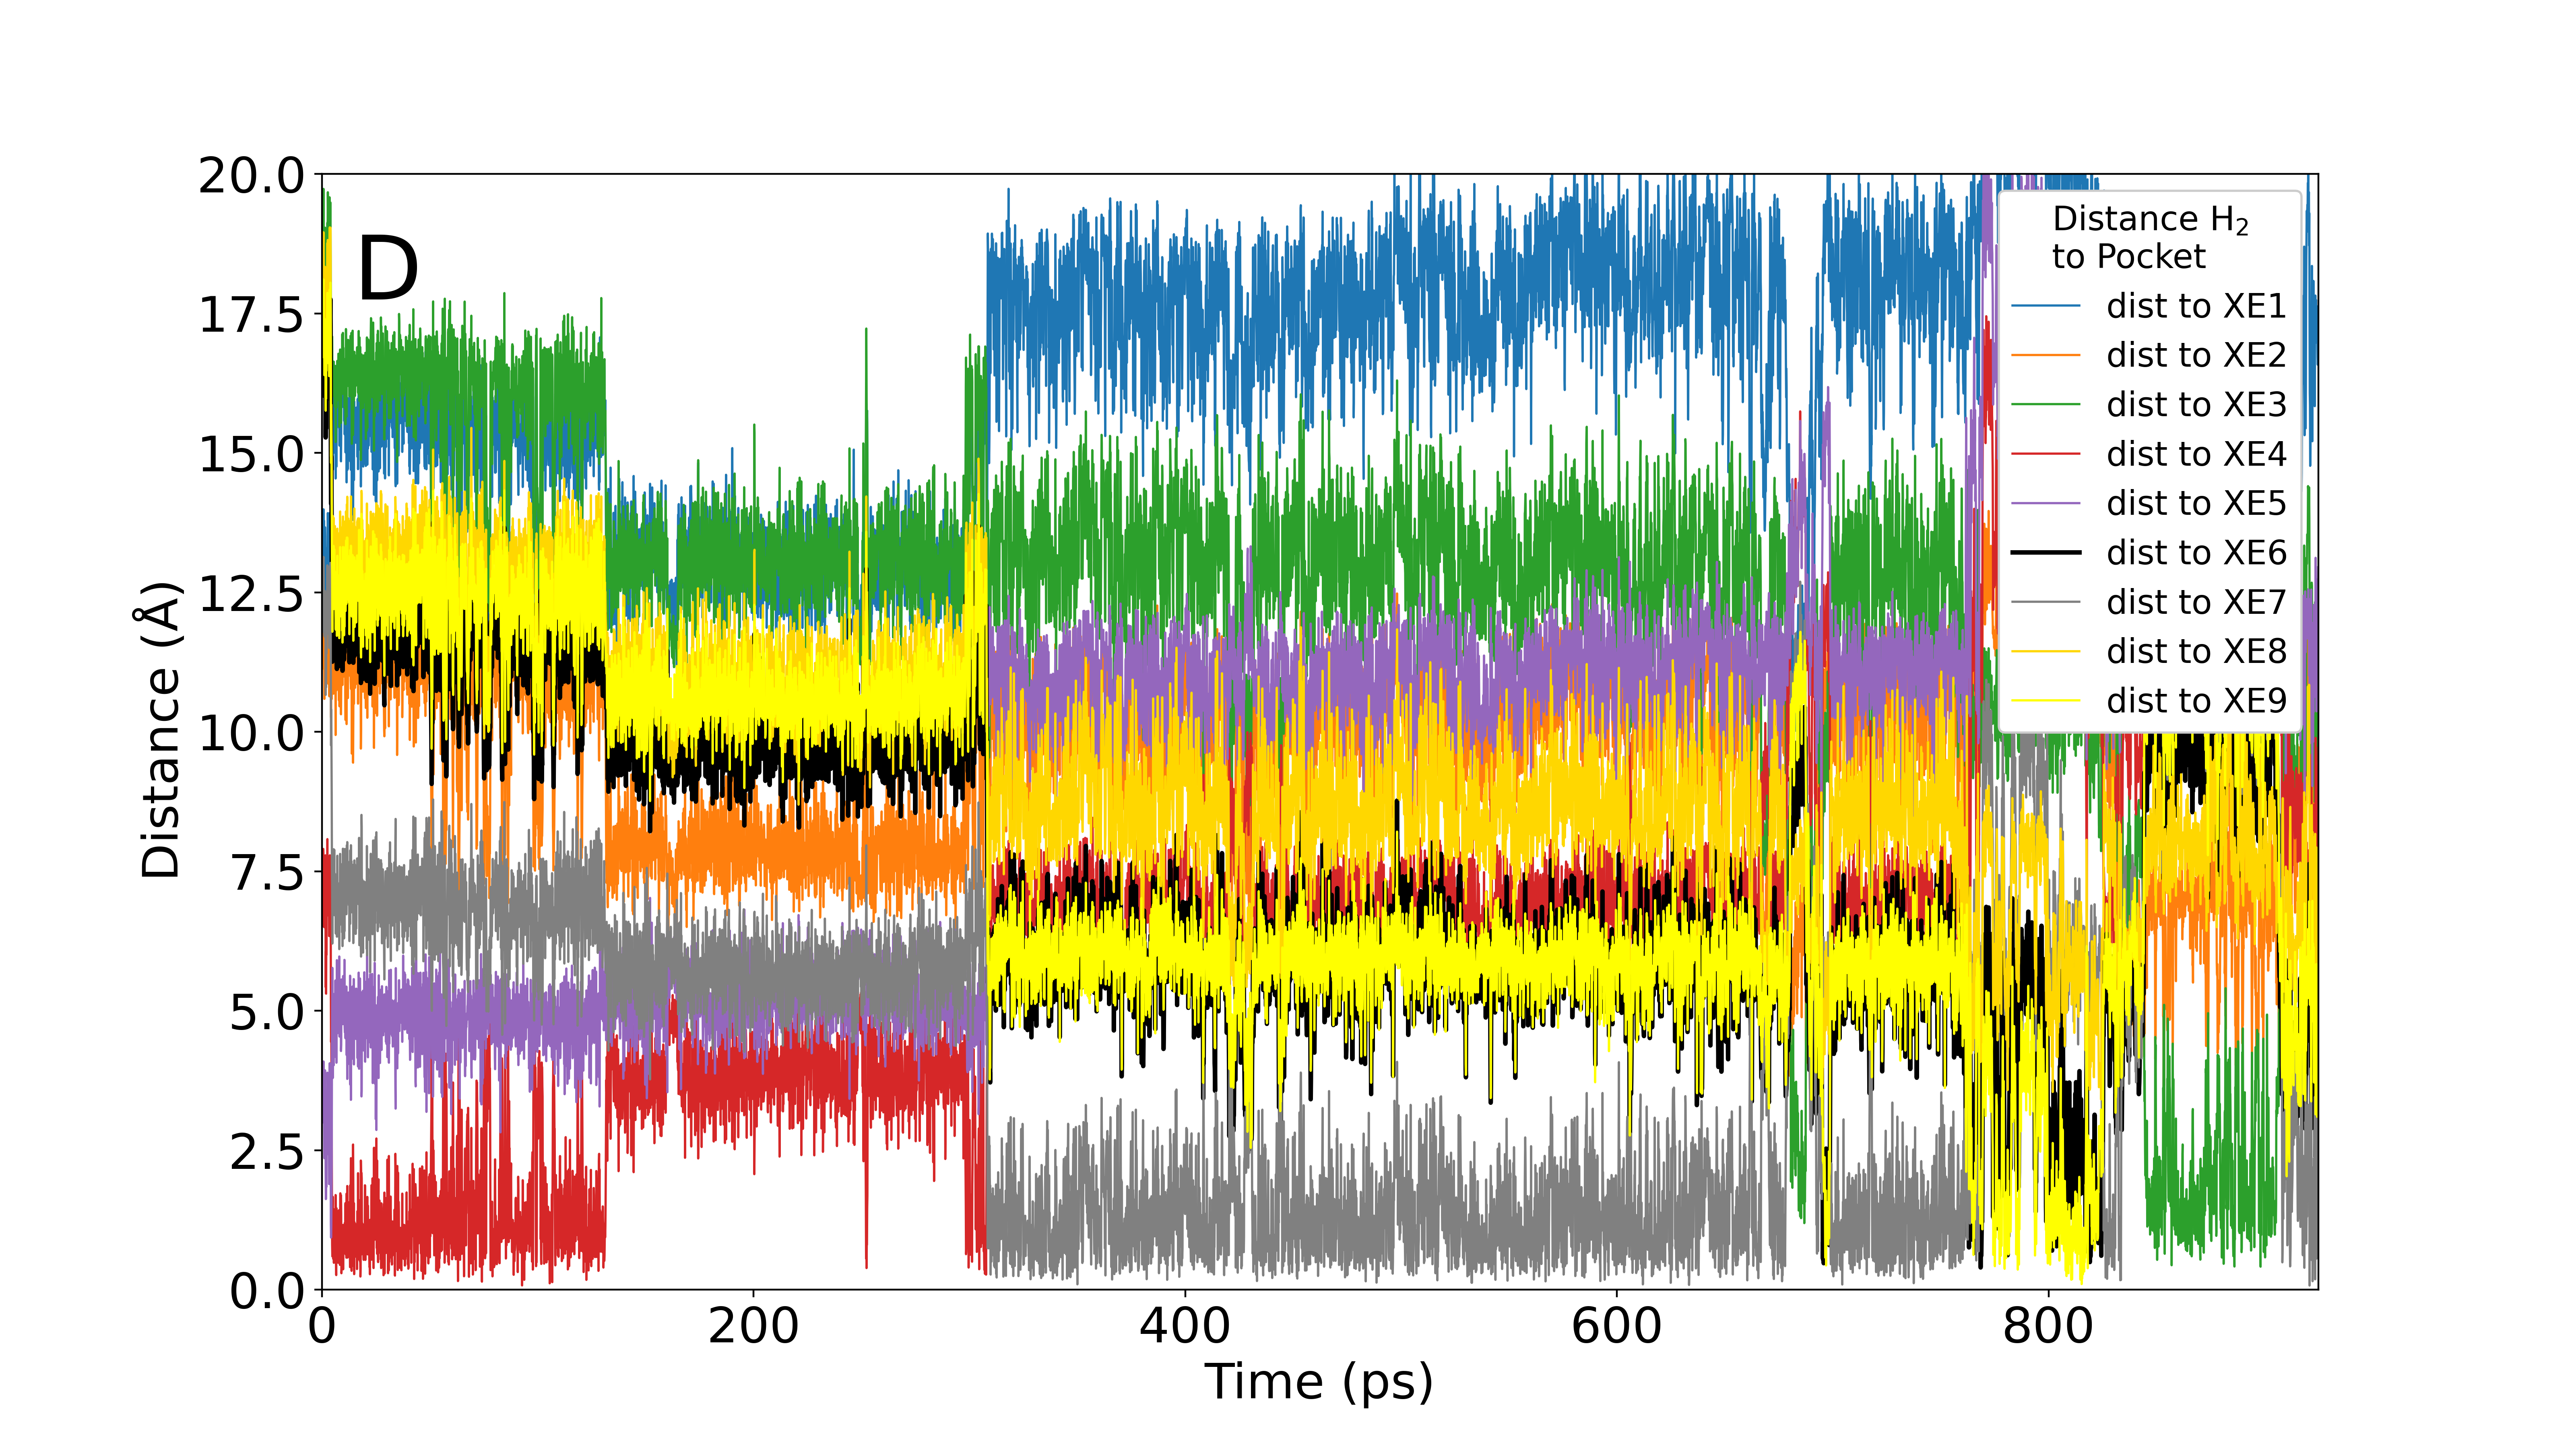 D
20.0
17.5
15.0
12.5
10.0
7.5
5.0
2.5
0.0
Distance (Å)
0
200
400
600
800
Time (ps)
Distance H₂
to Pocket
dist to XE1
dist to XE2
dist to XE3
dist to XE4
dist to XE5
dist to XE6
dist to XE7
dist to XE8
dist to XE9